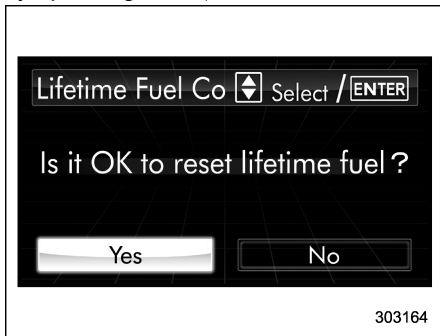 Lifetime Fuel Co Select / ENTER
Is it OK to reset lifetime fuel ?
Yes
No
303164